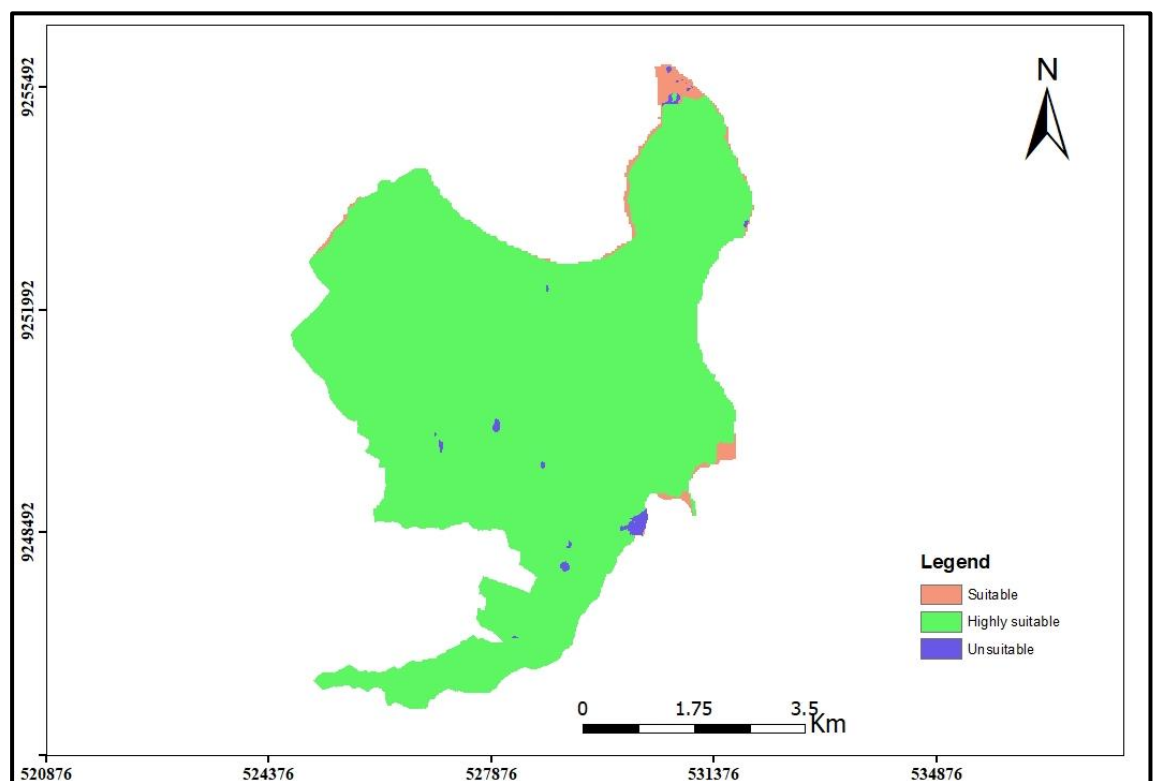 N
9255492
9251992
9248492
Legend
Suitable
Highly suitable
Unsuitable
0 1.75 3.5 Km
520876 524376 527876 531376 534876